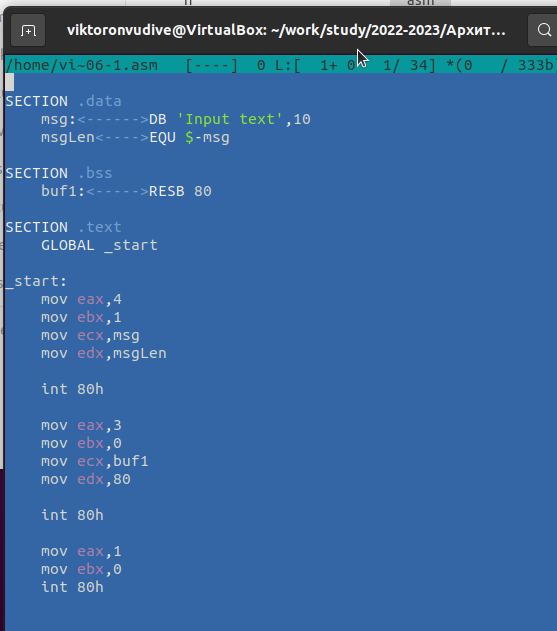 asm
viktoronvudive@VirtualBox: ~/work/study/2022-2023/Архит…
/home/vi~06-1.asm [----] 0 L:[ 1+ 0 1/ 34] *(0 / 333b
SECTION .data
msg:<------>DB 'Input text',10
msgLen<----->EQU $-msg
SECTION .bss
buf1:<----->RESB 80
SECTION .text
GLOBAL _start
_start:
mov eax,4
mov ebx,1
mov ecx,msg
mov edx,msgLen
int 80h
mov eax,3
mov ebx,0
mov ecx,buf1
mov edx,80
int 80h
mov eax,1
mov ebx,0
int 80h